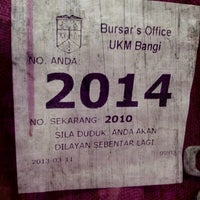 Bursar's Office
UKM Bangi
NO. ANDA
2014
NO. SEKARANG: 2010
SILA DUDUK, ANDA AKAN
DILAYAN SEBENTAR LAGI
2013-03-11